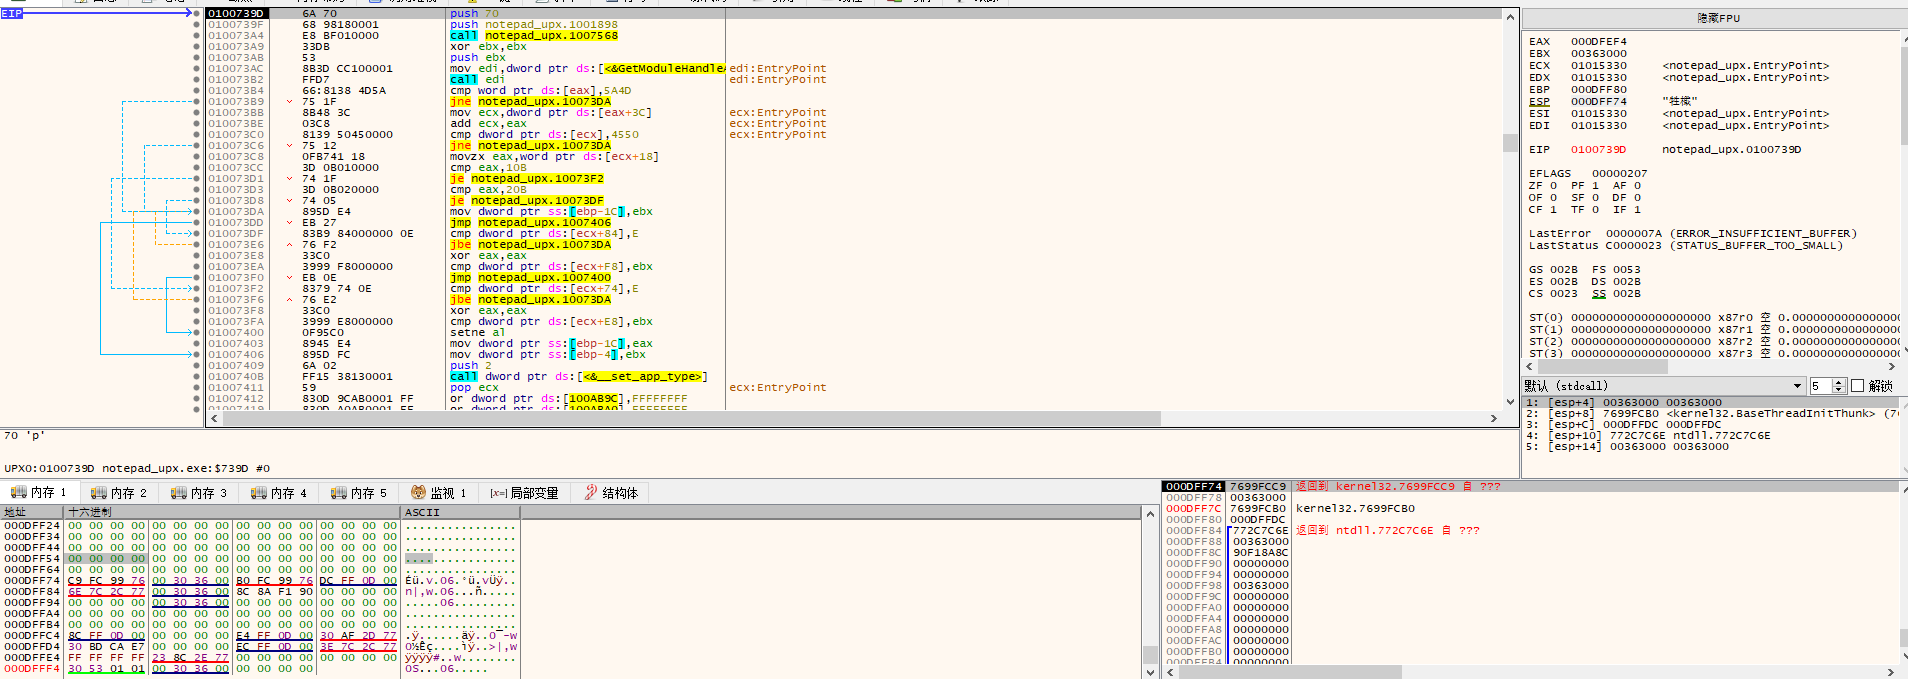 EIP
0100739D 6A 70 push 70
0100739F 68 98180001 push notepad_upx.1001898
010073A4 E8 BF010000 call notepad_upx.1007568
010073A9 33DB xor ebx,ebx
010073AB 53 push ebx
010073AC 8B3D CC100001 mov edi,dword ptr ds:[<&GetModuleHandleA edi:EntryPoint
010073B2 FFD7 call edi edi:EntryPoint
010073B4 66:8138 4D5A cmp word ptr ds:[eax],5A4D
010073B9 75 1F jne notepad_upx.10073DA
010073BB 8B48 3C mov ecx,dword ptr ds:[eax+3C] ecx:EntryPoint
010073BE 03C8 add ecx,eax ecx:EntryPoint
010073C0 8139 50450000 cmp dword ptr ds:[ecx],4550 ecx:EntryPoint
010073C6 75 12 jne notepad_upx.10073DA
010073C8 0FB741 18 movzx eax,word ptr ds:[ecx+18]
010073CC 3D 0B010000 cmp eax,10B
010073D1 74 1F je notepad_upx.10073F2
010073D3 3D 0B020000 cmp eax,20B
010073D8 74 05 je notepad_upx.10073DF
010073DA 895D E4 mov dword ptr ss:[ebp-1C],ebx
010073DD EB 27 jmp notepad_upx.1007406
010073DF 83B9 84000000 0E cmp dword ptr ds:[ecx+84],E
010073E6 76 F2 jbe notepad_upx.10073DA
010073E8 33C0 xor eax,eax
010073EA 3999 F8000000 cmp dword ptr ds:[ecx+F8],ebx
010073F0 EB 0E jmp notepad_upx.1007400
010073F2 8379 74 0E cmp dword ptr ds:[ecx+74],E
010073F6 76 E2 jbe notepad_upx.10073DA
010073F8 33C0 xor eax,eax
010073FA 3999 E8000000 cmp dword ptr ds:[ecx+E8],ebx
01007400 0F95C0 setne al
01007403 8945 E4 mov dword ptr ss:[ebp-1C],eax
01007406 895D FC mov dword ptr ss:[ebp-4],ebx
01007409 6A 02 push 2
0100740B FF15 38130001 call dword ptr ds:[<&__set_app_type>]
01007411 59 pop ecx ecx:EntryPoint
01007412 830D 9CAB0001 FF or dword ptr ds:[100AB9C],FFFFFFFF
01007419 830D A0AB0001 FF or dword ptr ds:[100ABA0],FFFFFFFF
隐藏FPU
EAX 000DFEF4
EBX 00363000
ECX 01015330 <notepad_upx.EntryPoint>
EDX 01015330 <notepad_upx.EntryPoint>
EBP 000DFF80
ESP 000DFF74
ESI 01015330 <notepad_upx.EntryPoint>
EDI 01015330 <notepad_upx.EntryPoint>
EIP 0100739D notepad_upx.0100739D
EFLAGS 00000207
ZF 0 PF 1 AF 0
OF 0 SF 0 DF 0
CF 1 TF 0 IF 1
LastError 0000007A (ERROR_INSUFFICIENT_BUFFER)
LastStatus C0000023 (STATUS_BUFFER_TOO_SMALL)
GS 002B FS 0053
ES 002B DS 002B
CS 0023 SS 002B
ST(0) 00000000000000000000 x87r0 空 0.000000000000
ST(1) 00000000000000000000 x87r1 空 0.000000000000
ST(2) 00000000000000000000 x87r2 空 0.000000000000
ST(3) 00000000000000000000 x87r3 空 0.000000000000
默认 (stdcall) 5 解锁
1: [esp+4] 00363000 00363000
2: [esp+8] 7699FCB0 <kernel32.BaseThreadInitThunk> (76
3: [esp+C] 000DFFDC 000DFFDC
4: [esp+10] 772C7C6E ntdll.772C7C6E
5: [esp+14] 00363000 00363000
70 'p'
UPX0:0100739D notepad_upx.exe:$739D #0
内存 1 内存 2 内存 3 内存 4 内存 5 监视 1 [x=] 局部变量 结构体
地址 十六进制 ASCII
000DFF24 00 00 00 00 00 00 00 00 00 00 00 00 00 00 00 00 ................
000DFF34 00 00 00 00 00 00 00 00 00 00 00 00 00 00 00 00 ................
000DFF44 00 00 00 00 00 00 00 00 00 00 00 00 00 00 00 00 ................
000DFF54 00 00 00 00 00 00 00 00 00 00 00 00 00 00 00 00 ................
000DFF64 00 00 00 00 00 00 00 00 00 00 00 00 00 00 00 00 ................
000DFF74 C9 FC 99 76 00 30 36 00 B0 FC 99 76 DC FF 0D 00 Éü.v.06.°ü.vÜÿ..
000DFF84 6E 7C 2C 77 00 30 36 00 8C 8A F1 90 00 00 00 00 n|,w.06...ñ.....
000DFF94 00 00 00 00 00 30 36 00 00 00 00 00 00 00 00 00 .....06.........
000DFFA4 00 00 00 00 00 00 00 00 00 00 00 00 00 00 00 00 ................
000DFFB4 00 00 00 00 00 00 00 00 00 00 00 00 00 00 00 00 ................
000DFFC4 8C FF 0D 00 00 00 00 00 E4 FF 0D 00 30 AF 2D 77 .ÿ......äÿ..0¯-w
000DFFD4 30 BD CA E7 00 00 00 00 EC FF 0D 00 3E 7C 2C 77 0½Êç....ìÿ..>|,w
000DFFE4 FF FF FF FF 23 8C 2E 77 00 00 00 00 00 00 00 00 ÿÿÿÿ#..w........
000DFFF4 30 53 01 01 00 30 36 00 00 00 00 00 0S...06.....
000DFF74 7699FCC9 返回到 kernel32.7699FCC9 自 ???
000DFF78 00363000
000DFF7C 7699FCB0 kernel32.7699FCB0
000DFF80 000DFFDC
000DFF84 772C7C6E 返回到 ntdll.772C7C6E 自 ???
000DFF88 00363000
000DFF8C 90F18A8C
000DFF90 00000000
000DFF94 00000000
000DFF98 00363000
000DFF9C 00000000
000DFFA0 00000000
000DFFA4 00000000
000DFFA8 00000000
000DFFAC 00000000
000DFFB0 00000000
000DFFB4 00000000